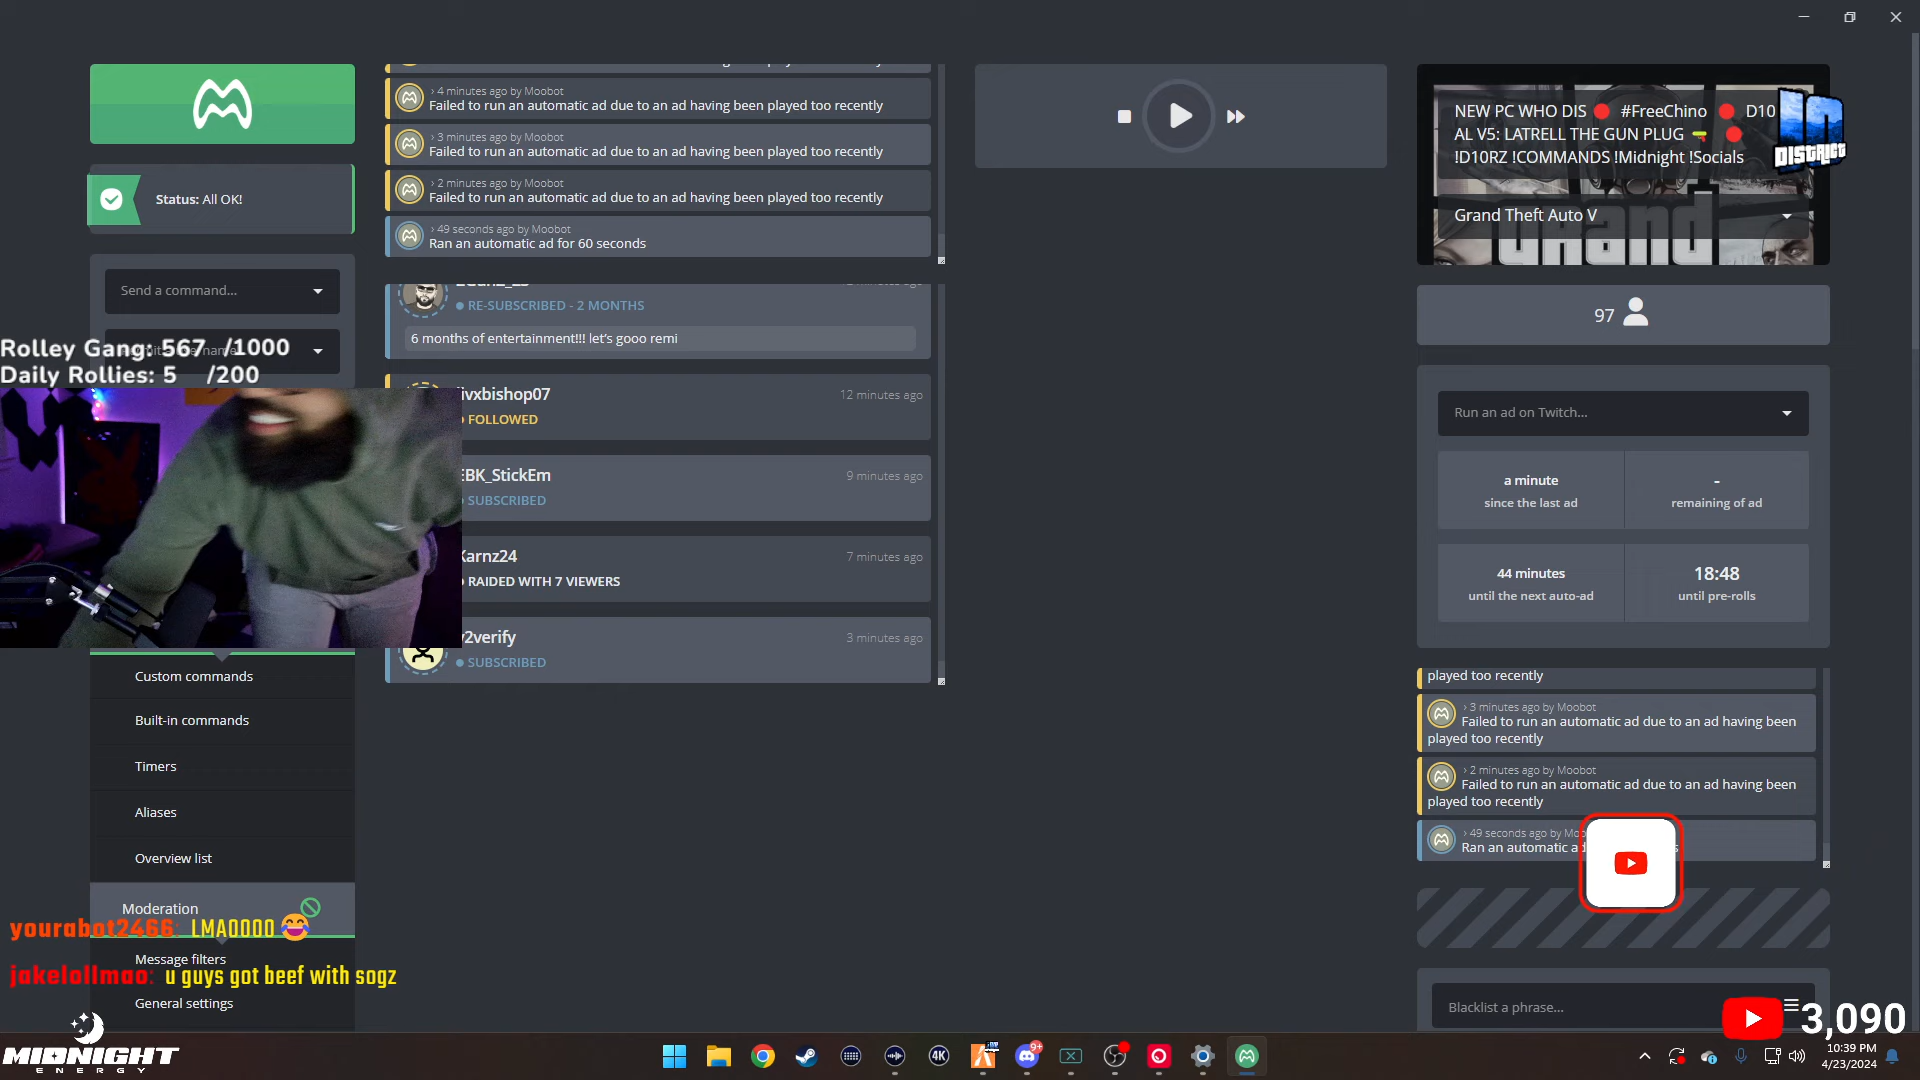 Status: All OK!
Send a command...
Rolley Gang: 567 /1000
Daily Rollies: 5 /200
Custom commands
Built-in commands
Timers
Aliases
Overview list
Moderation
yourabot2466: LMAOOOO 😂
Message filters
jakelollmao: u guys got beef with sogz
General settings
MIDNIGHT
ENERGY
› 4 minutes ago by Moobot
Failed to run an automatic ad due to an ad having been played too recently
› 3 minutes ago by Moobot
Failed to run an automatic ad due to an ad having been played too recently
› 2 minutes ago by Moobot
Failed to run an automatic ad due to an ad having been played too recently
› 49 seconds ago by Moobot
Ran an automatic ad for 60 seconds
RE-SUBSCRIBED - 2 MONTHS
6 months of entertainment!!! let's gooo remi
ivxbishop07 12 minutes ago
FOLLOWED
EBK_StickEm 9 minutes ago
SUBSCRIBED
Karnz24 7 minutes ago
RAIDED WITH 7 VIEWERS
v2verify 3 minutes ago
SUBSCRIBED
NEW PC WHO DIS 🔴 #FreeChino 🔴 D10
AL V5: LATRELL THE GUN PLUG 🔫 🔴
!D10RZ !COMMANDS !Midnight !Socials
10
DISTRICT
Grand Theft Auto V
Grand
97
Run an ad on Twitch...
a minute
since the last ad
-
remaining of ad
44 minutes
until the next auto-ad
18:48
until pre-rolls
played too recently
› 3 minutes ago by Moobot
Failed to run an automatic ad due to an ad having been
played too recently
› 2 minutes ago by Moobot
Failed to run an automatic ad due to an ad having been
played too recently
› 49 seconds ago by Moo
Ran an automatic ad
Blacklist a phrase...
3,090
4K
9+
10:39 PM
4/23/2024